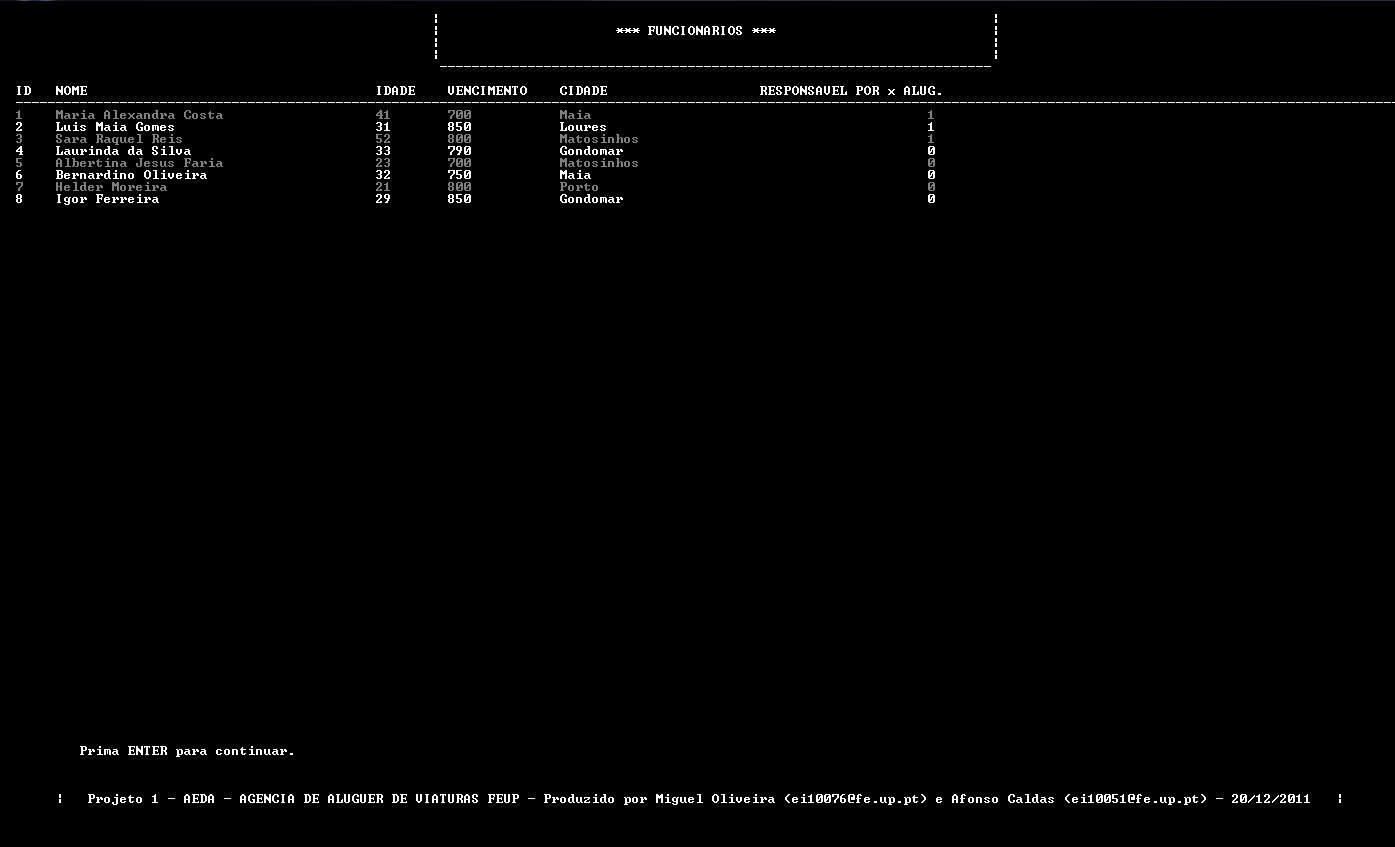 *** FUNCIONARIOS ***
ID NOME IDADE VENCIMENTO CIDADE RESPONSAVEL POR x ALUG.
1 Maria Alexandra Costa 41 700 Maia 1
2 Luis Maia Gomes 31 850 Loures 1
3 Sara Raquel Reis 52 800 Matosinhos 1
4 Laurinda da Silva 33 790 Gondomar 0
5 Albertina Jesus Faria 23 700 Matosinhos 0
6 Bernardino Oliveira 32 750 Maia 0
7 Helder Moreira 21 800 Porto 0
8 Igor Ferreira 29 850 Gondomar 0
Prima ENTER para continuar.
¦ Projeto 1 - AEDA - AGENCIA DE ALUGUER DE VIATURAS FEUP - Produzido por Miguel Oliveira (ei10076@fe.up.pt) e Afonso Caldas (ei10051@fe.up.pt) - 20/12/2011 ¦